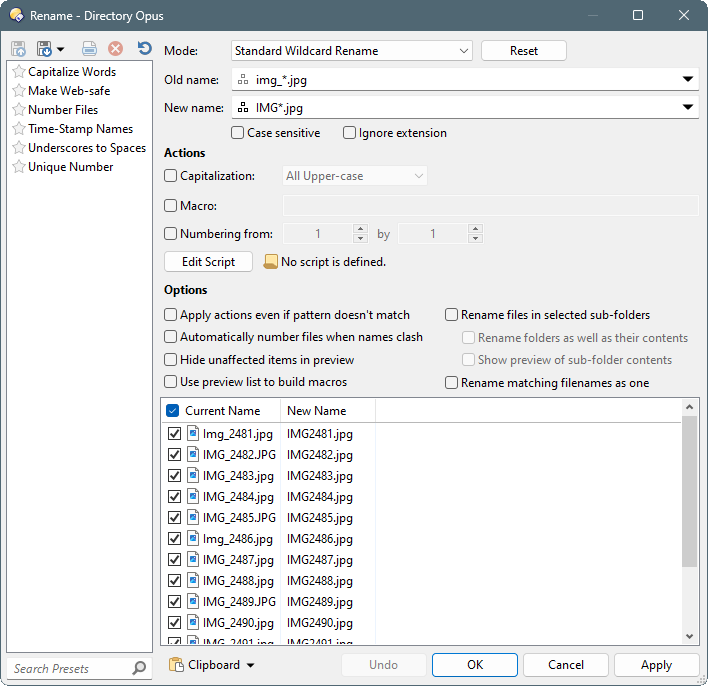 Rename - Directory Opus
Mode: Standard Wildcard Rename Reset
Capitalize Words
Make Web-safe
Number Files
Time-Stamp Names
Underscores to Spaces
Unique Number
Old name: img_*.jpg
New name: IMG*.jpg
Case sensitive Ignore extension
Actions
Capitalization: All Upper-case
Macro:
Numbering from: 1 by 1
Edit Script No script is defined.
Options
Apply actions even if pattern doesn't match Rename files in selected sub-folders
Automatically number files when names clash Rename folders as well as their contents
Hide unaffected items in preview Show preview of sub-folder contents
Use preview list to build macros Rename matching filenames as one
Current Name New Name
Img_2481.jpg IMG2481.jpg
IMG_2482.JPG IMG2482.jpg
IMG_2483.jpg IMG2483.jpg
IMG_2484.jpg IMG2484.jpg
IMG_2485.JPG IMG2485.jpg
Img_2486.jpg IMG2486.jpg
IMG_2487.jpg IMG2487.jpg
IMG_2488.jpg IMG2488.jpg
IMG_2489.JPG IMG2489.jpg
IMG_2490.jpg IMG2490.jpg
IMG_2491.jpg IMG2491.jpg
Search Presets Clipboard Undo OK Cancel Apply